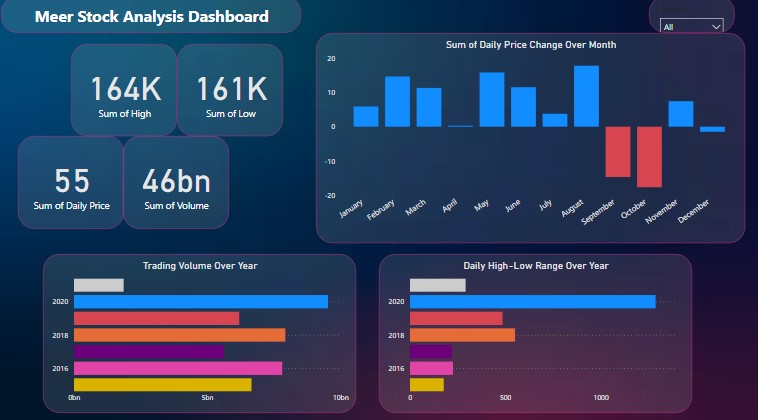 Meer Stock Analysis Dashboard
All
164K
Sum of High
161K
Sum of Low
55
Sum of Daily Price
46bn
Sum of Volume
Sum of Daily Price Change Over Month
20
10
0
-10
-20
January
February
March
April
May
June
July
August
September
October
November
December
Trading Volume Over Year
2020
2018
2016
0bn
5bn
10bn
Daily High-Low Range Over Year
2020
2018
2016
0
500
1000